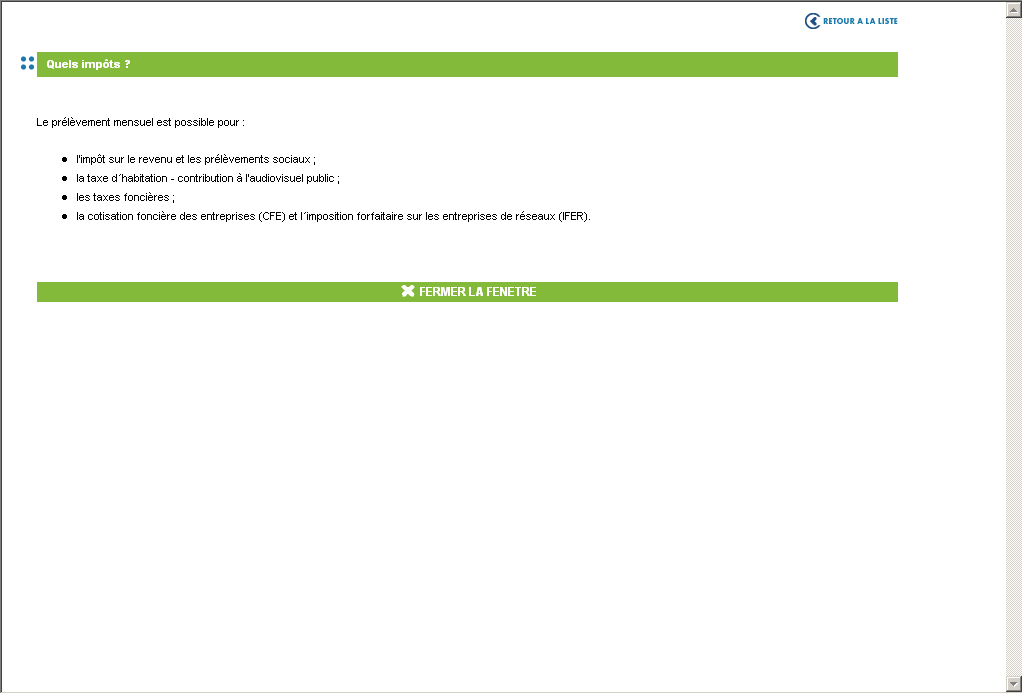 RETOUR A LA LISTE
Quels impôts ?
Le prélèvement mensuel est possible pour :
l'impôt sur le revenu et les prélèvements sociaux ;
la taxe d´habitation - contribution à l'audiovisuel public ;
les taxes foncières ;
la cotisation foncière des entreprises (CFE) et l´imposition forfaitaire sur les entreprises de réseaux (IFER).
FERMER LA FENETRE